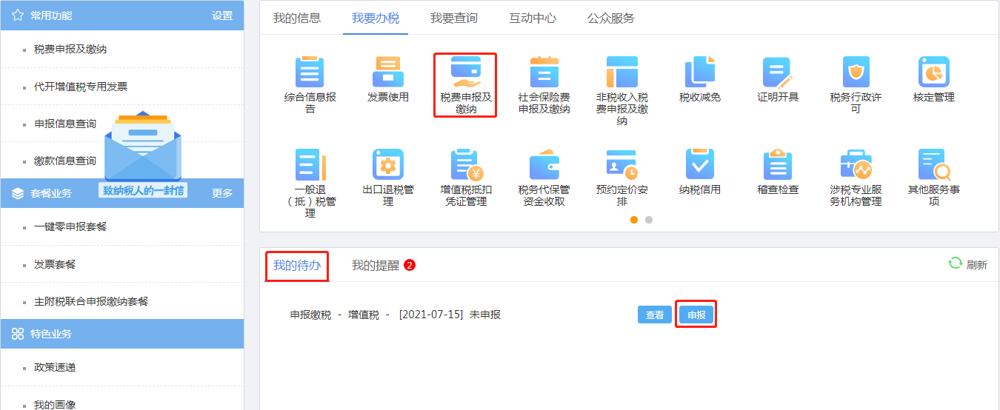 常用功能 设置
税费申报及缴纳
代开增值税专用发票
申报信息查询
缴款信息查询
致纳税人的一封信
套餐业务 更多
一键零申报套餐
发票套餐
主附税联合申报缴纳套餐
特色业务
政策速递
我的画像
我的信息 我要办税 我要查询 互动中心 公众服务
综合信息报
告
发票使用
税费申报及
缴纳
社会保险费
申报及缴纳
非税收入税
费申报及缴
纳
税收减免
证明开具
税务行政许
可
核定管理
一般退
（抵）税管
理
出口退税管
理
增值税抵扣
凭证管理
税务代保管
资金收取
预约定价安
排
纳税信用
稽查检查
涉税专业服
务机构管理
其他服务事
项
我的待办 我的提醒 2 刷新
申报缴税 - 增值税 - [2021-07-15] 未申报 查看 申报